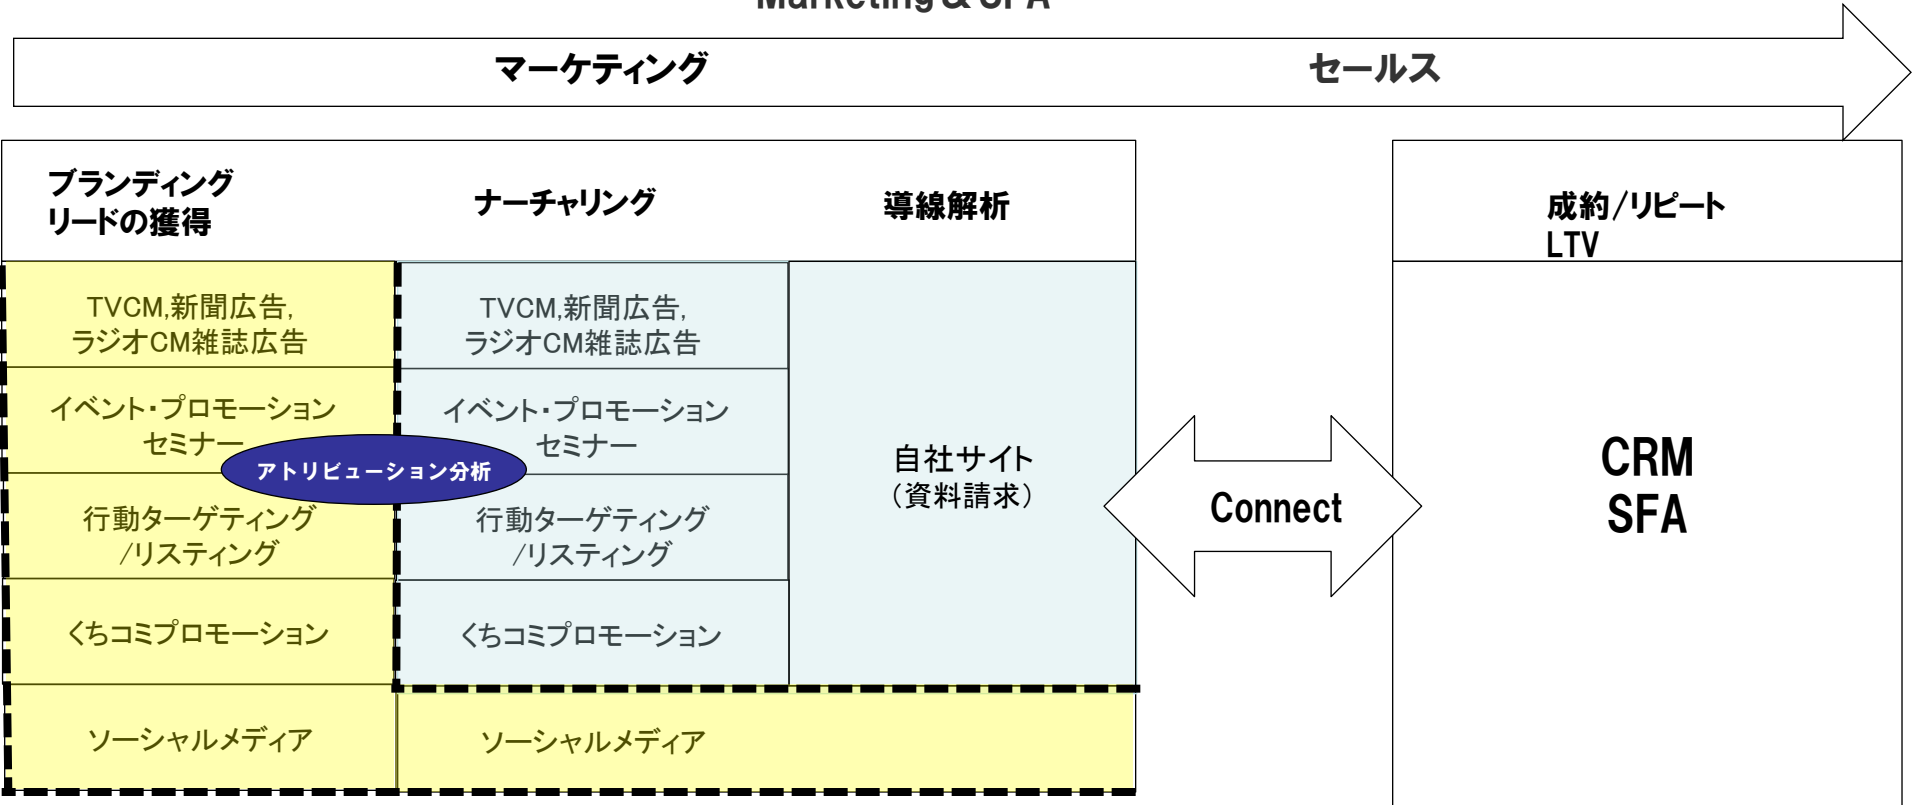 Marketing & SFA
マーケティング
セールス
ブランディング
リードの獲得
ナーチャリング
導線解析
成約/リピート
LTV
TVCM,新聞広告,
ラジオCM雑誌広告
TVCM,新聞広告,
ラジオCM雑誌広告
イベント・プロモーション
セミナー
イベント・プロモーション
セミナー
アトリビューション分析
自社サイト
（資料請求）
行動ターゲティング
/リスティング
行動ターゲティング
/リスティング
Connect
CRM
SFA
くちコミプロモーション
くちコミプロモーション
ソーシャルメディア
ソーシャルメディア